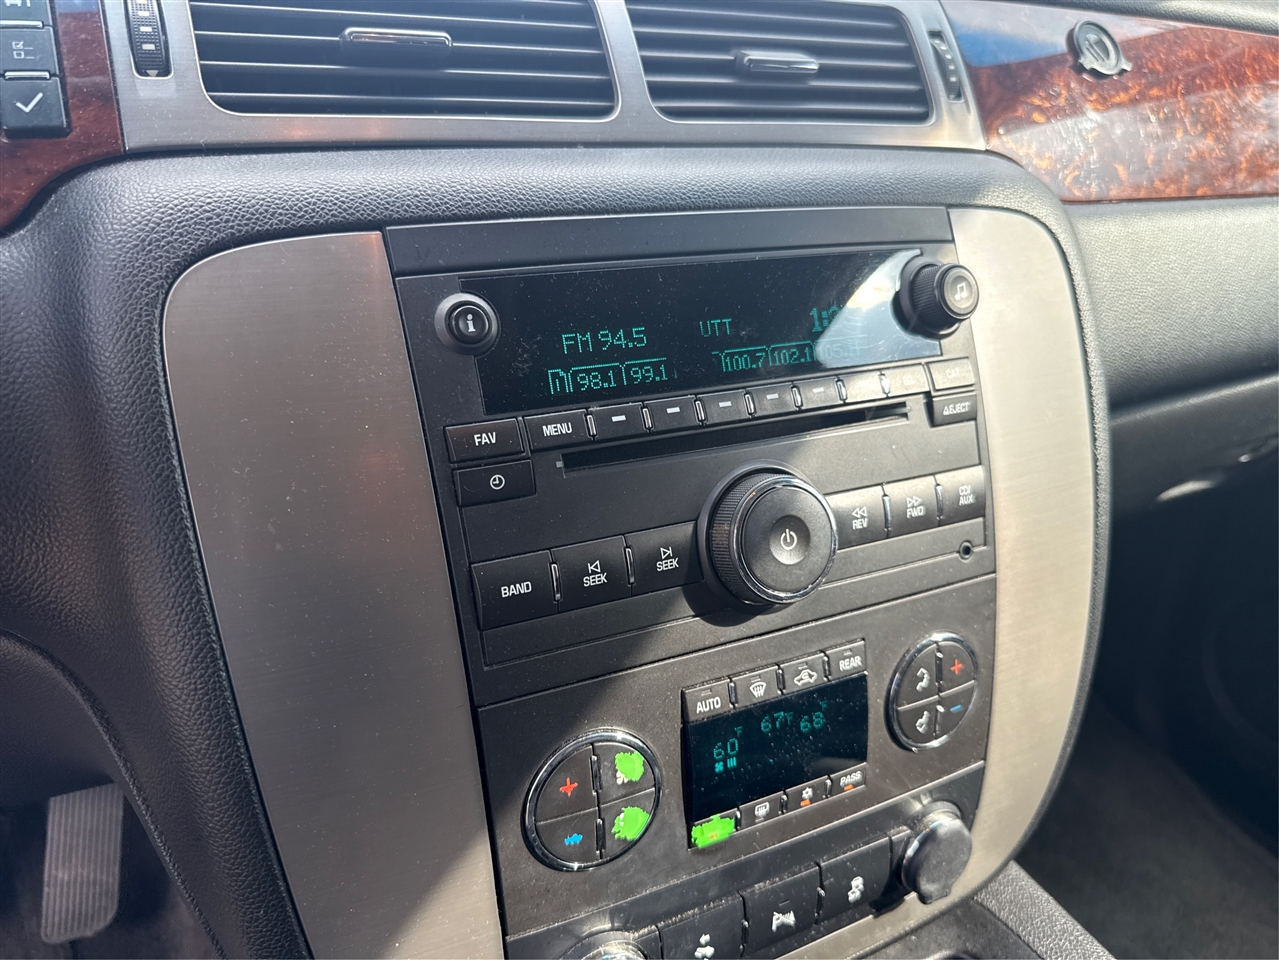 FM 94.5
UTT
98.1 99.1
100.7 102.1
FAV
MENU
CAT
△ EJECT
BAND
SEEK
SEEK
REV
FWD
CD/
AUX
AUTO
REAR
60°F
67°F
68°F
PASS